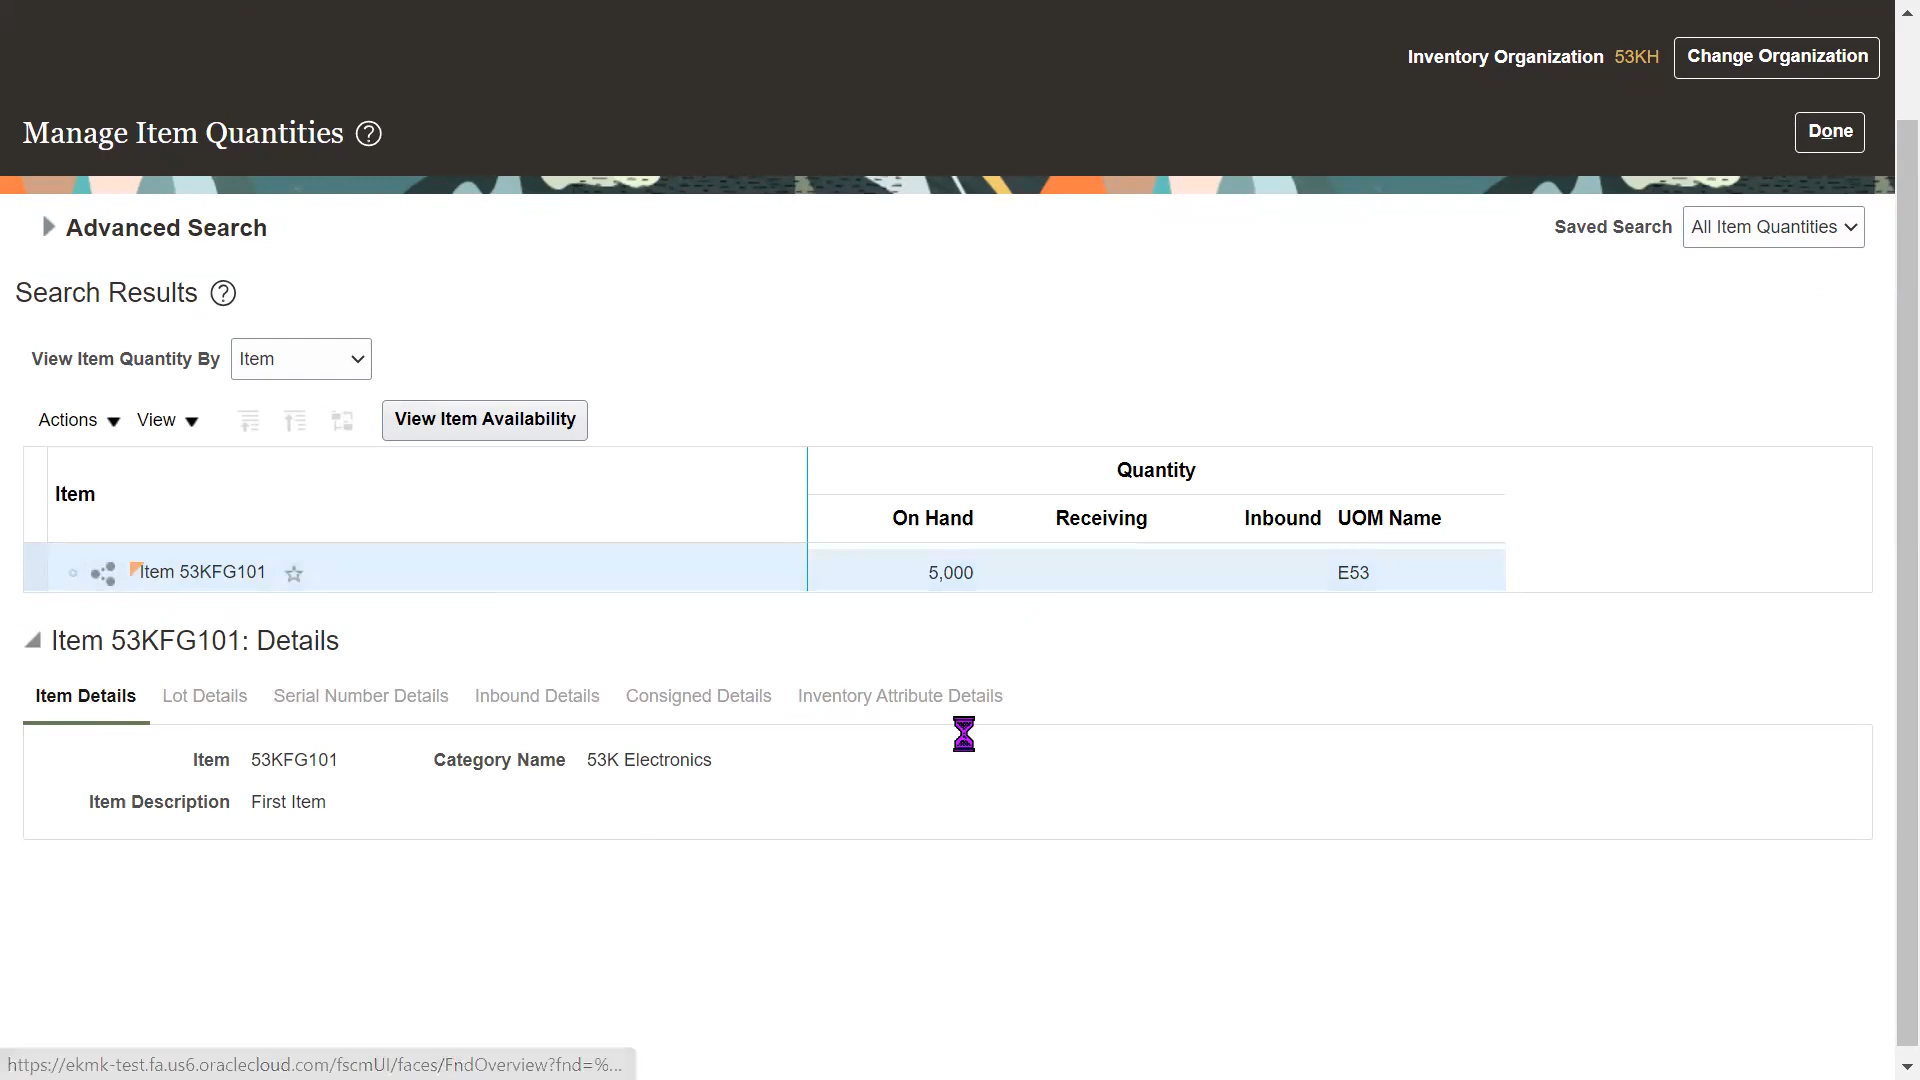 Inventory Organization 53KH Change Organization
Manage Item Quantities ?
Done
Advanced Search
Saved Search All Item Quantities
Search Results ?
View Item Quantity By Item
Actions View View Item Availability
Quantity
Item
On Hand Receiving Inbound UOM Name
Item 53KFG101 5,000 E53
Item 53KFG101: Details
Item Details Lot Details Serial Number Details Inbound Details Consigned Details Inventory Attribute Details
Item 53KFG101 Category Name 53K Electronics
Item Description First Item
https://ekmk-test.fa.us6.oraclecloud.com/fscmUI/faces/FndOverview?fnd=%...